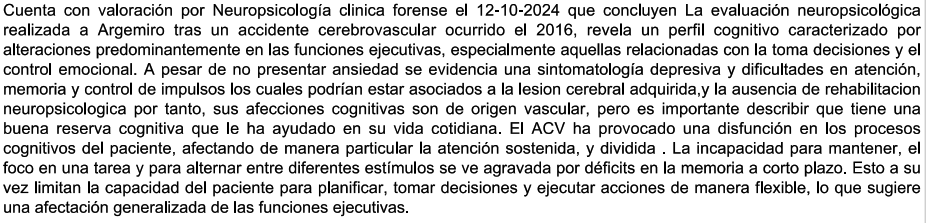 Cuenta con valoración por Neuropsicología clinica forense el 12-10-2024 que concluyen La evaluación neuropsicológica
realizada a Argemiro tras un accidente cerebrovascular ocurrido el 2016, revela un perfil cognitivo caracterizado por
alteraciones predominantemente en las funciones ejecutivas, especialmente aquellas relacionadas con la toma decisiones y el
control emocional. A pesar de no presentar ansiedad se evidencia una sintomatología depresiva y dificultades en atención,
memoria y control de impulsos los cuales podrían estar asociados a la lesion cerebral adquirida,y la ausencia de rehabilitacion
neuropsicologica por tanto, sus afecciones cognitivas son de origen vascular, pero es importante describir que tiene una
buena reserva cognitiva que le ha ayudado en su vida cotidiana. El ACV ha provocado una disfunción en los procesos
cognitivos del paciente, afectando de manera particular la atención sostenida, y dividida . La incapacidad para mantener, el
foco en una tarea y para alternar entre diferentes estímulos se ve agravada por déficits en la memoria a corto plazo. Esto a su
vez limitan la capacidad del paciente para planificar, tomar decisiones y ejecutar acciones de manera flexible, lo que sugiere
una afectación generalizada de las funciones ejecutivas.